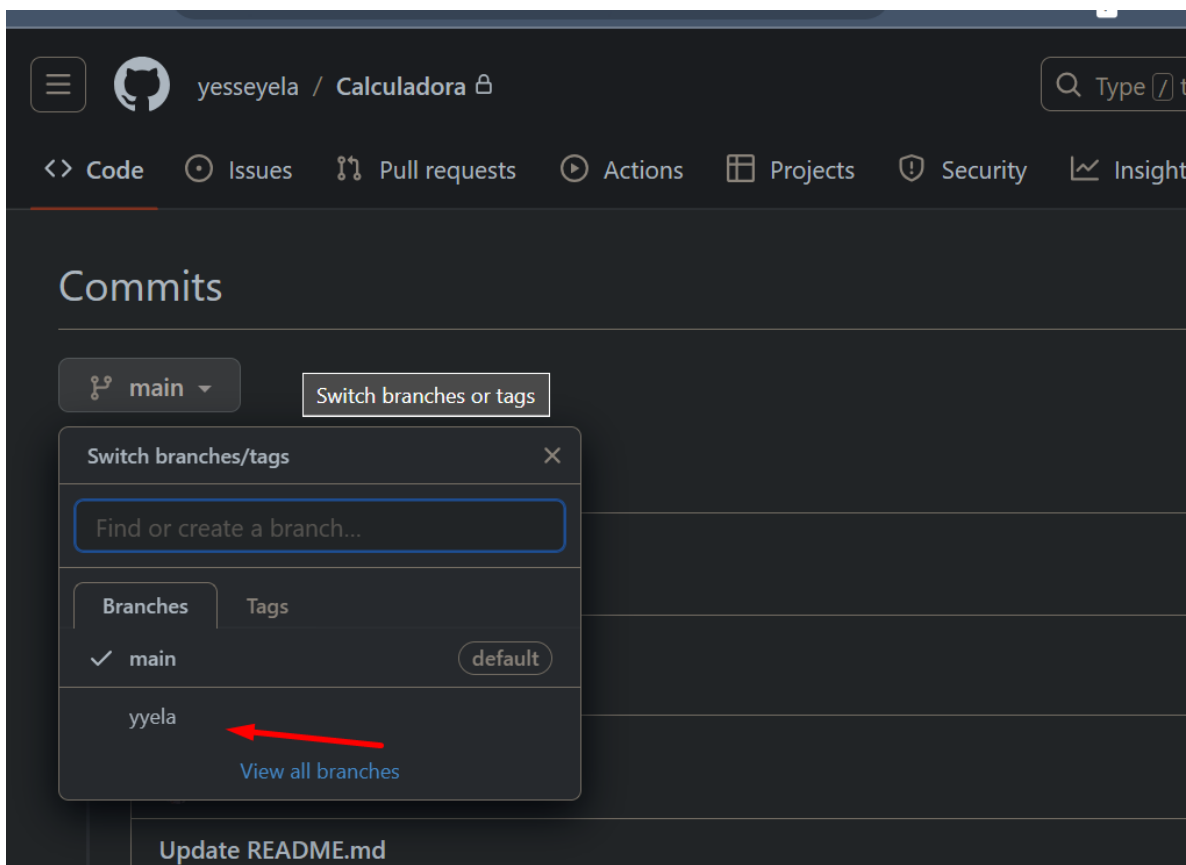 yesseyela / Calculadora
Type / t
Code Issues Pull requests Actions Projects Security Insight
Commits
main
Switch branches or tags
Switch branches/tags
Find or create a branch...
Branches Tags
main default
yyela
View all branches
Update README.md